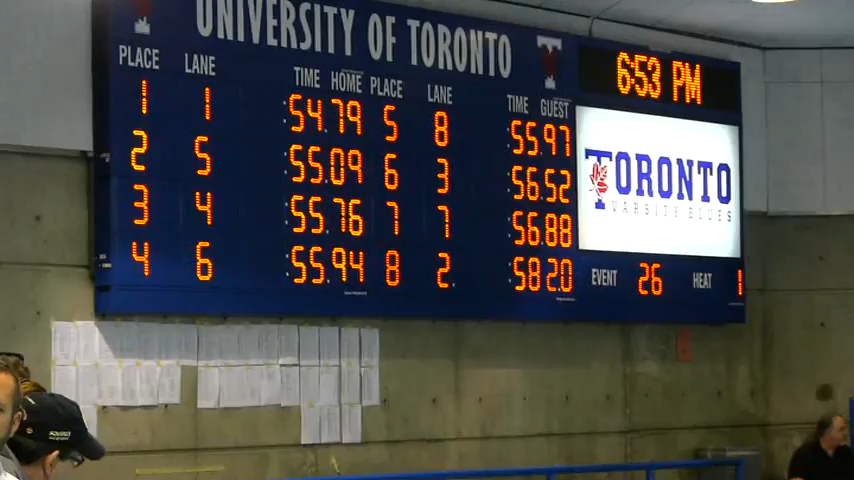 UNIVERSITY OF TORONTO
6:53 PM
PLACE LANE TIME HOME PLACE LANE TIME GUEST
1 1 54.79 5 8 55.97
2 5 55.09 6 3 56.52
3 4 55.76 7 7 56.88
4 6 55.94 8 2 58.20
TORONTO
VARSITY BLUES
EVENT 26 HEAT 1